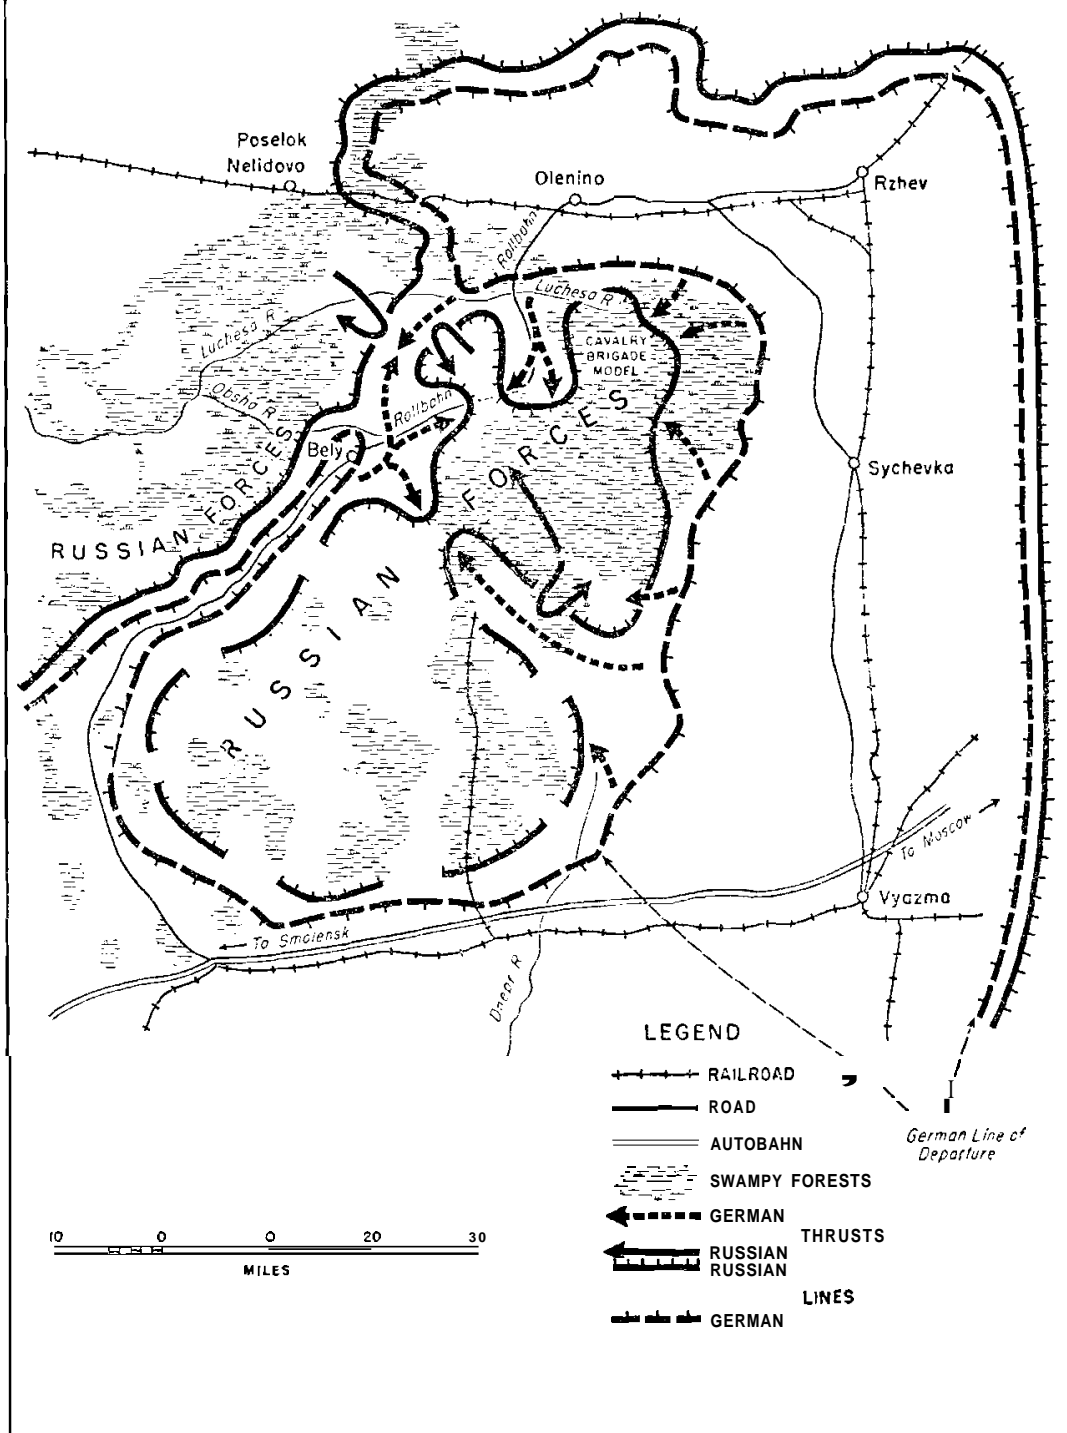 Poselok
Nelidovo
Olenino
Rzhev
Rollbahn
Luchesa R
Luchesa R
CAVALRY
BRIGADE
MODEL
Obsha R
Rollbahn
Bely
Sychevka
RUSSIAN FORCES
RUSSIAN FORCES
To Moscow
Vyazma
To Smolensk
Dnepr R
LEGEND
RAILROAD
ROAD
AUTOBAHN
SWAMPY FORESTS
GERMAN
THRUSTS
RUSSIAN
RUSSIAN
LINES
GERMAN
German Line of
Departure
10 0 0 20 30
MILES